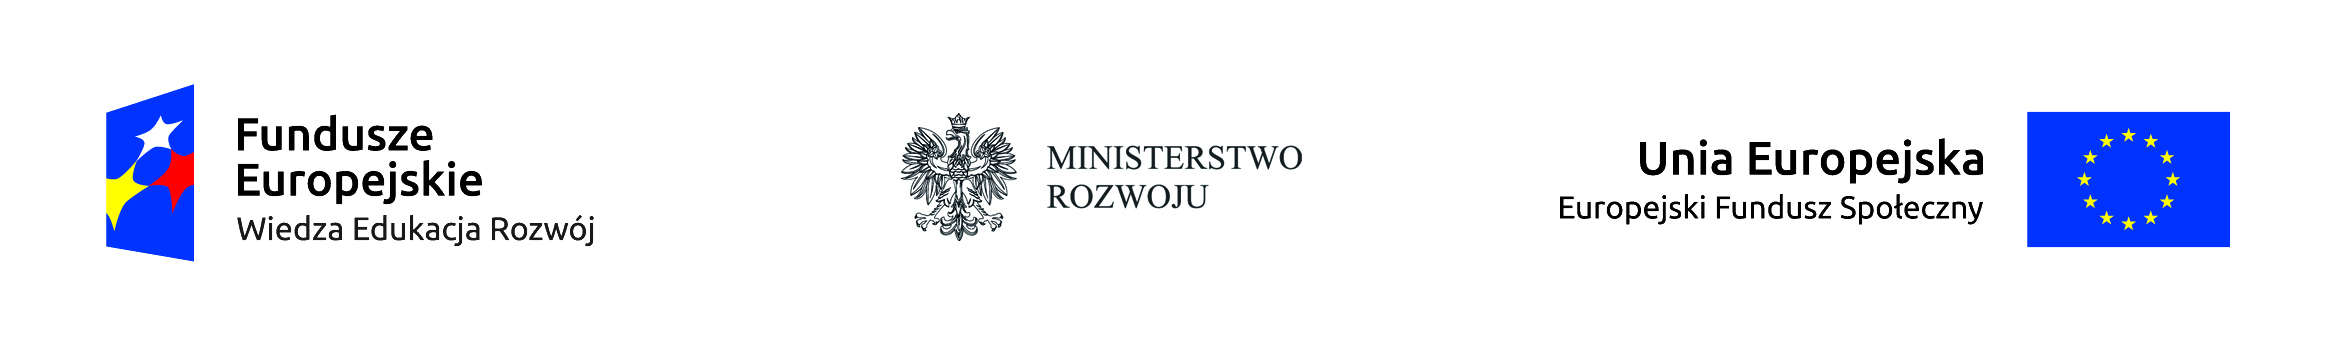 Fundusze
Europejskie
Wiedza Edukacja Rozwój
MINISTERSTWO
ROZWOJU
Unia Europejska
Europejski Fundusz Społeczny